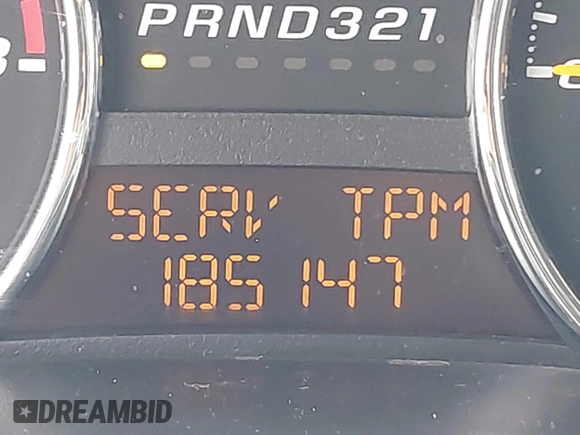 PRND321
SERV TPM
185147
DREAMBID